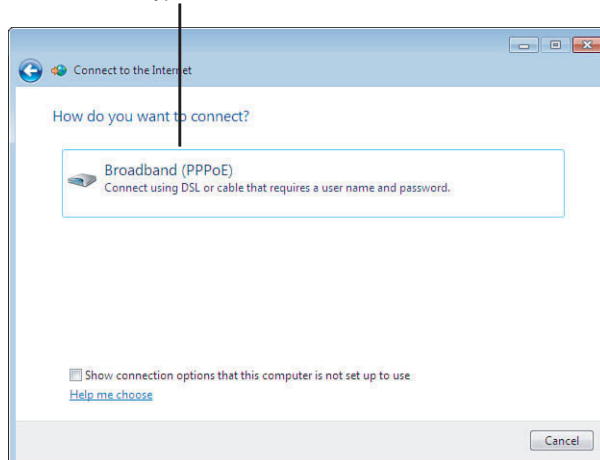 Connect to the Internet
How do you want to connect?
Broadband (PPPoE)
Connect using DSL or cable that requires a user name and password.
Show connection options that this computer is not set up to use
Help me choose
Cancel